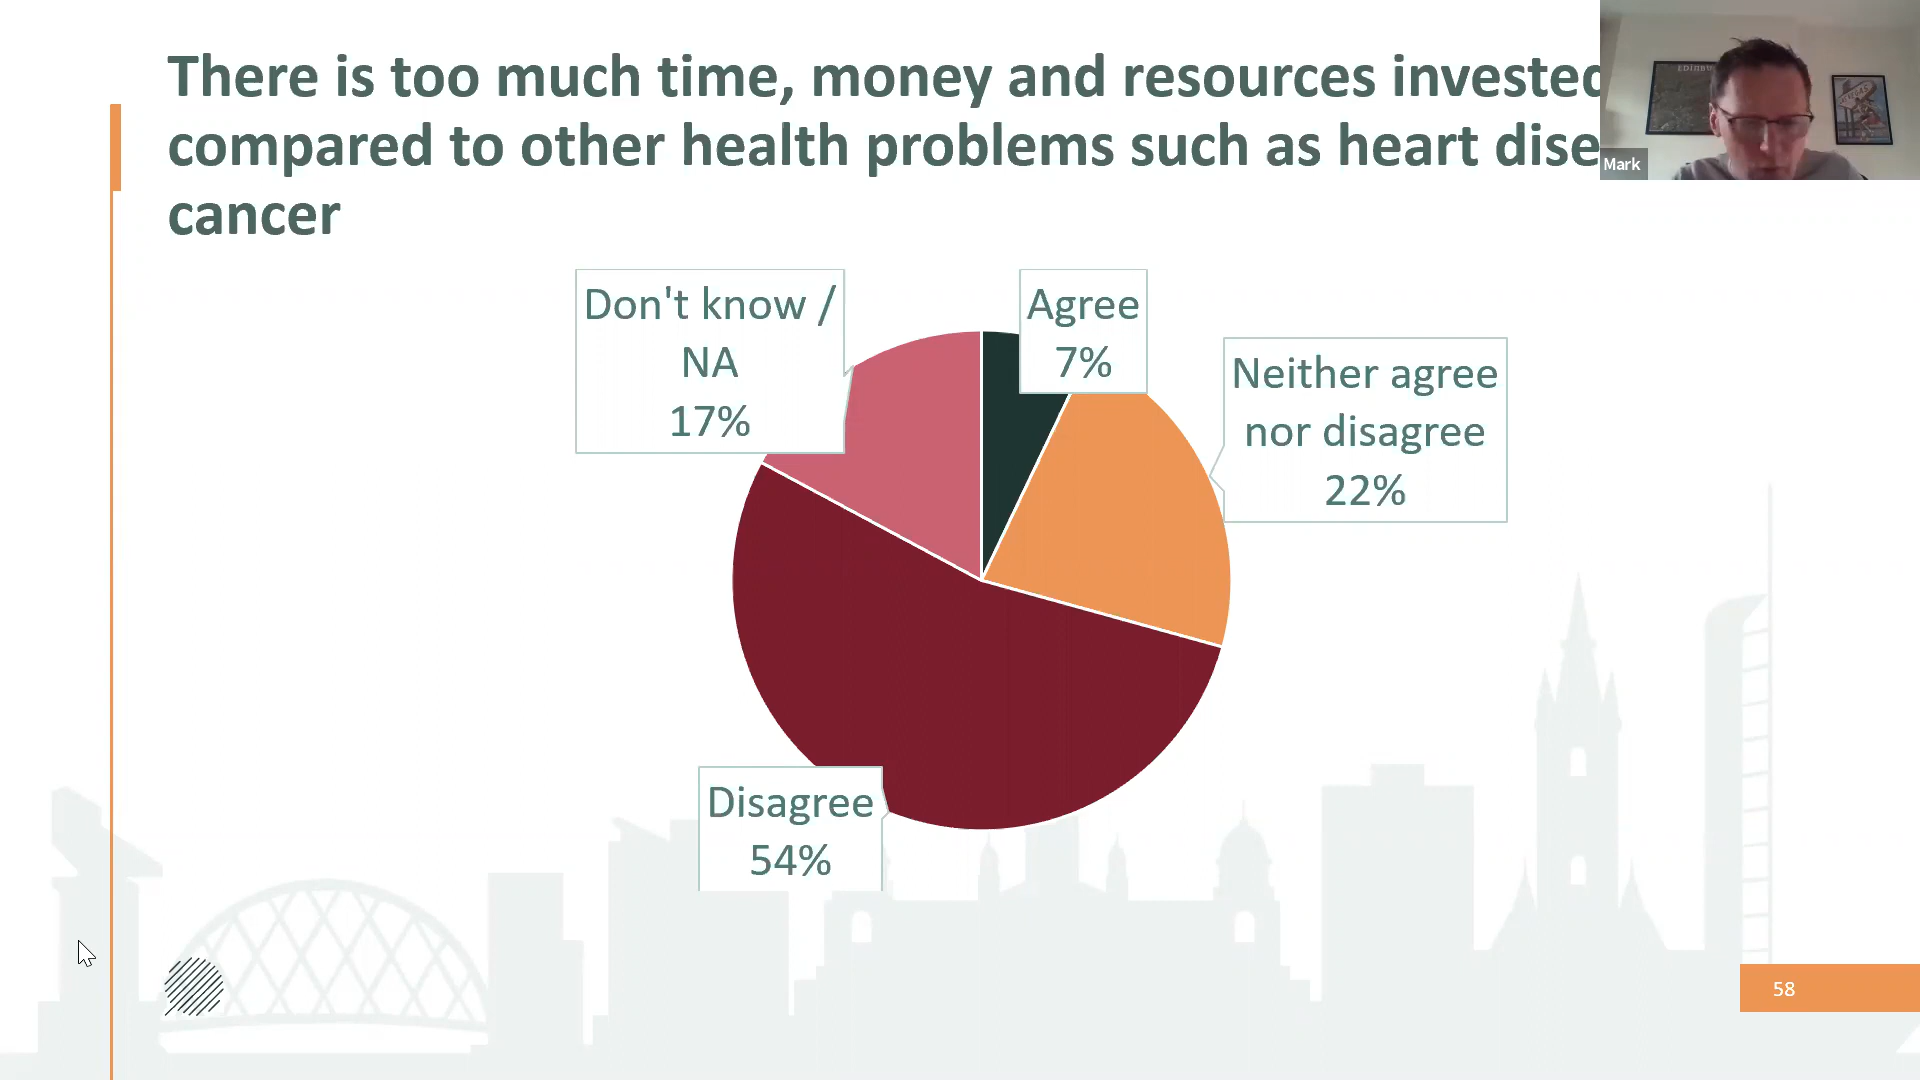 There is too much time, money and resources invested
compared to other health problems such as heart dise
cancer
Don't know /
NA
17%
Agree
7%
Neither agree
nor disagree
22%
Disagree
54%
Mark
58